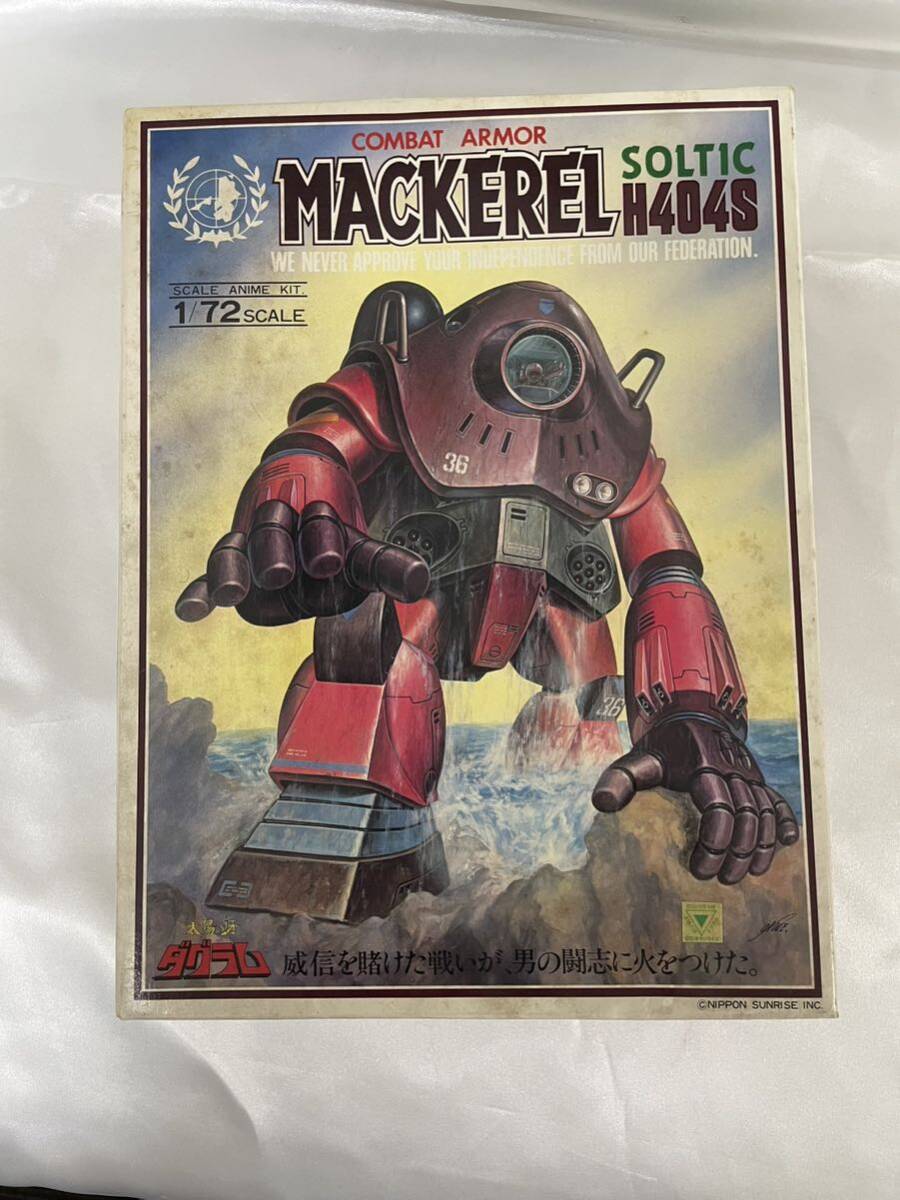 COMBAT ARMOR
MACKEREL
SOLTIC
H404S
WE NEVER APPROVE YOUR INDEPENDENCE FROM OUR FEDERATION.
SCALE ANIME KIT.
1/72 SCALE
36
36
太陽の牙
ダグラム
威信を賭けた戦いが、男の闘志に火をつけた。
©NIPPON SUNRISE INC.